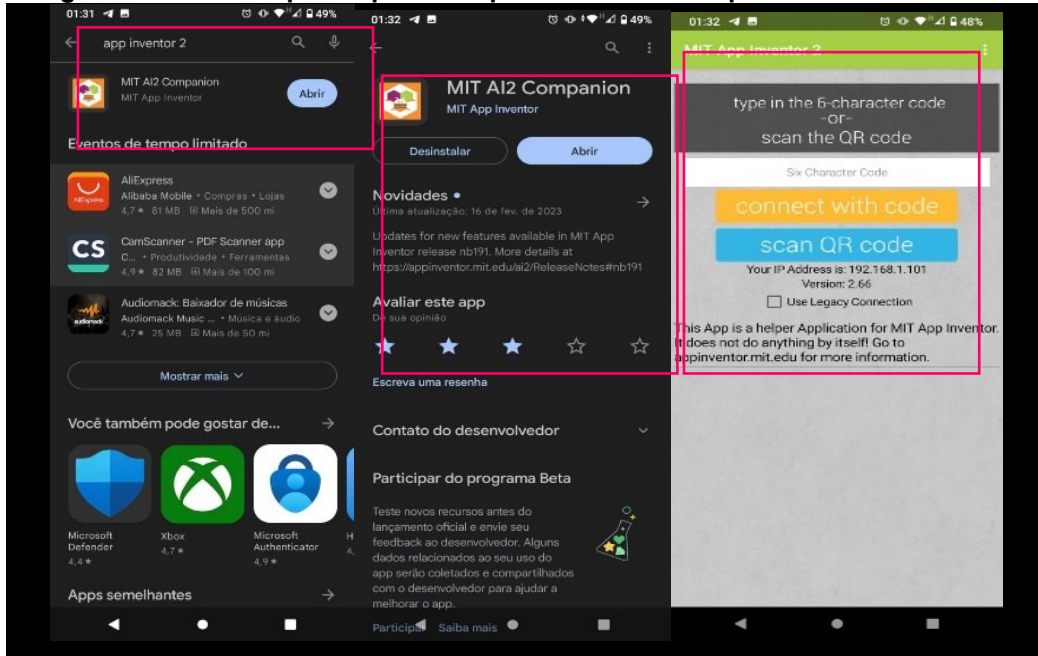 01:31
49%
app inventor 2
MIT AI2 Companion
MIT App Inventor
Abrir
Eventos de tempo limitado
AliExpress
Alibaba Mobile • Compras • Lojas
4,7★ 81 MB Mais de 500 mi
CamScanner - PDF Scanner app
C... • Produtividade • Ferramentas
4,9★ 82 MB Mais de 100 mi
Audiomack: Baixador de músicas
Audiomack Music ... • Música e áudio
4,7★ 25 MB Mais de 50 mi
Mostrar mais
Você também pode gostar de...
Microsoft
Defender
4,4★
Xbox
4,7★
Microsoft
Authenticator
4,9★
H
4,
Apps semelhantes
01:32
49%
MIT AI2 Companion
MIT App Inventor
Desinstalar
Abrir
Novidades •
Última atualização: 16 de fev. de 2023
Updates for new features available in MIT App
Inventor release nb191. More details at
https://appinventor.mit.edu/ai2/ReleaseNotes#nb191
Avaliar este app
Dê sua opinião
Escreva uma resenha
Contato do desenvolvedor
Participar do programa Beta
Teste novos recursos antes do
lançamento oficial e envie seu
feedback ao desenvolvedor. Alguns
dados relacionados ao seu uso do
app serão coletados e compartilhados
com o desenvolvedor para ajudar a
melhorar o app.
Participar Saiba mais
01:32
48%
MIT App Inventor 2
type in the 6-character code
-or-
scan the QR code
Six Character Code
connect with code
scan QR code
Your IP Address is: 192.168.1.101
Version: 2.66
Use Legacy Connection
This App is a helper Application for MIT App Inventor.
It does not do anything by itself! Go to
appinventor.mit.edu for more information.